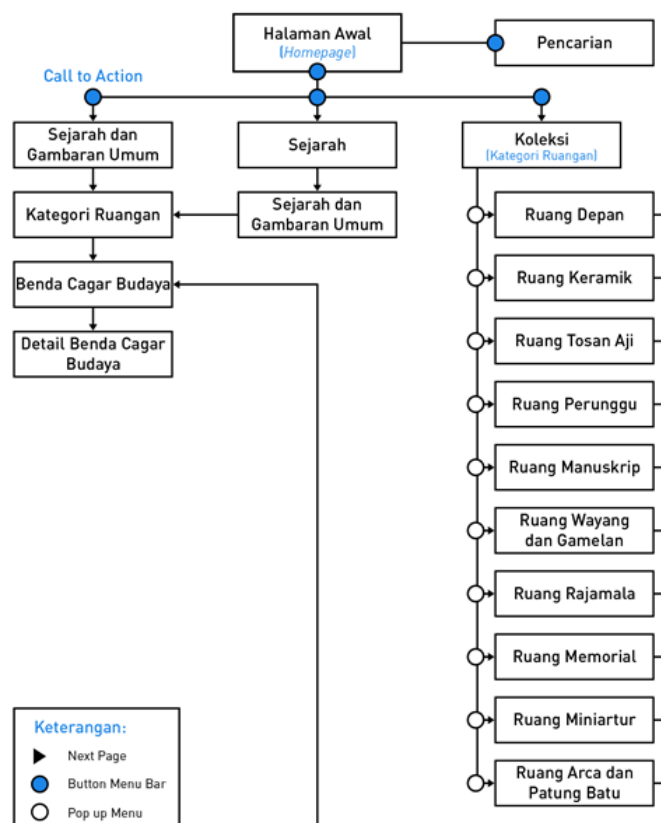 Halaman Awal
(Homepage)
Pencarian
Call to Action
Sejarah dan
Gambaran Umum
Sejarah
Koleksi
(Kategori Ruangan)
Kategori Ruangan
Sejarah dan
Gambaran Umum
Ruang Depan
Benda Cagar Budaya
Ruang Keramik
Detail Benda Cagar
Budaya
Ruang Tosan Aji
Ruang Perunggu
Ruang Manuskrip
Ruang Wayang
dan Gamelan
Ruang Rajamala
Ruang Memorial
Ruang Miniartur
Ruang Arca dan
Patung Batu
Keterangan:
Next Page
Button Menu Bar
Pop up Menu